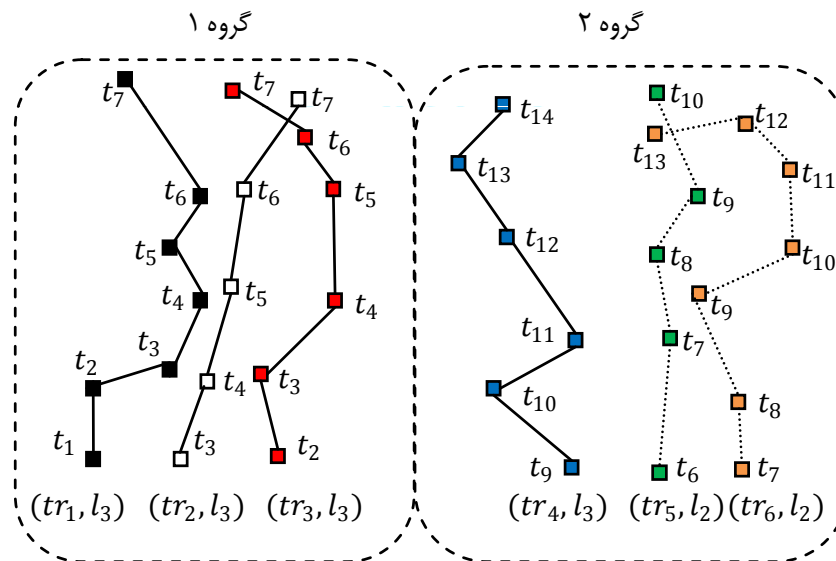 گروه ۱
گروه ۲
t₇
t₆
t₅
t₄
t₃
t₂
t₁
(tr₁, l₃)
t₇
t₆
t₅
t₄
t₃
(tr₂, l₃)
t₇
t₆
t₅
t₄
t₃
t₂
(tr₃, l₃)
t₁₄
t₁₃
t₁₂
t₁₁
t₁₀
t₉
(tr₄, l₃)
t₁₀
t₉
t₈
t₇
t₆
(tr₅, l₂)
t₁₃
t₁₂
t₁₁
t₁₀
t₉
t₈
t₇
(tr₆, l₂)